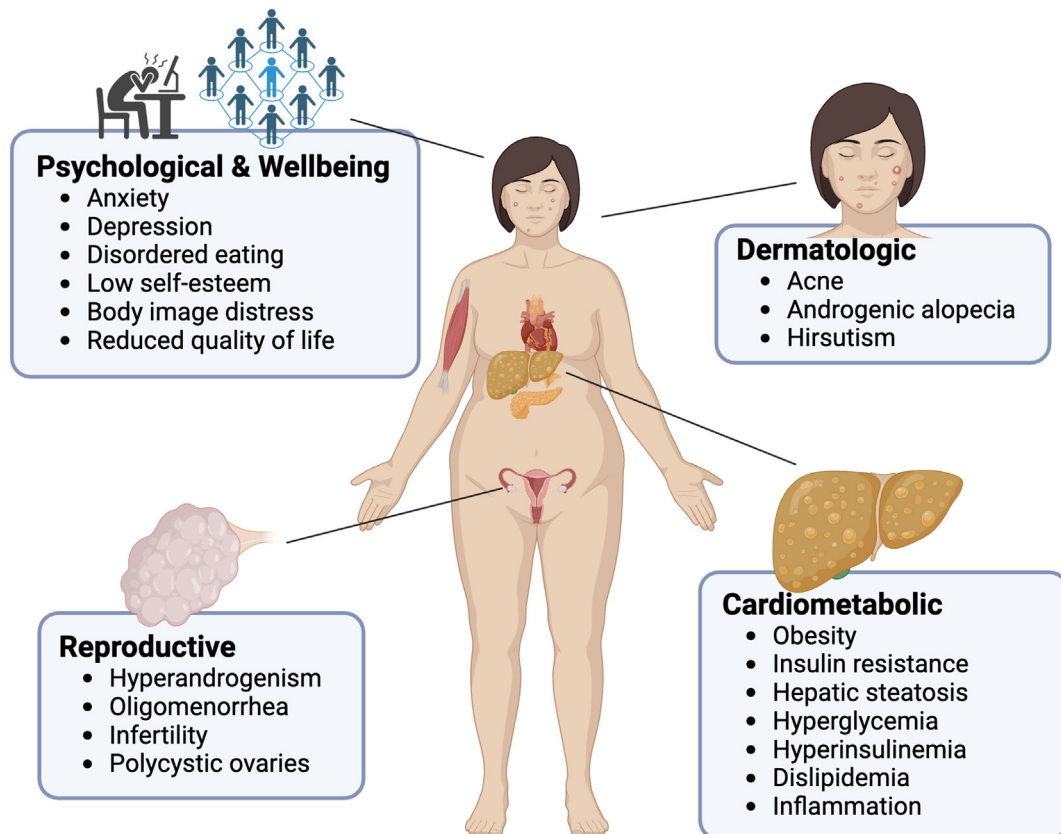 Psychological & Wellbeing
• Anxiety
• Depression
• Disordered eating
• Low self-esteem
• Body image distress
• Reduced quality of life
Dermatologic
• Acne
• Androgenic alopecia
• Hirsutism
Reproductive
• Hyperandrogenism
• Oligomenorrhea
• Infertility
• Polycystic ovaries
Cardiometabolic
• Obesity
• Insulin resistance
• Hepatic steatosis
• Hyperglycemia
• Hyperinsulinemia
• Dislipidemia
• Inflammation